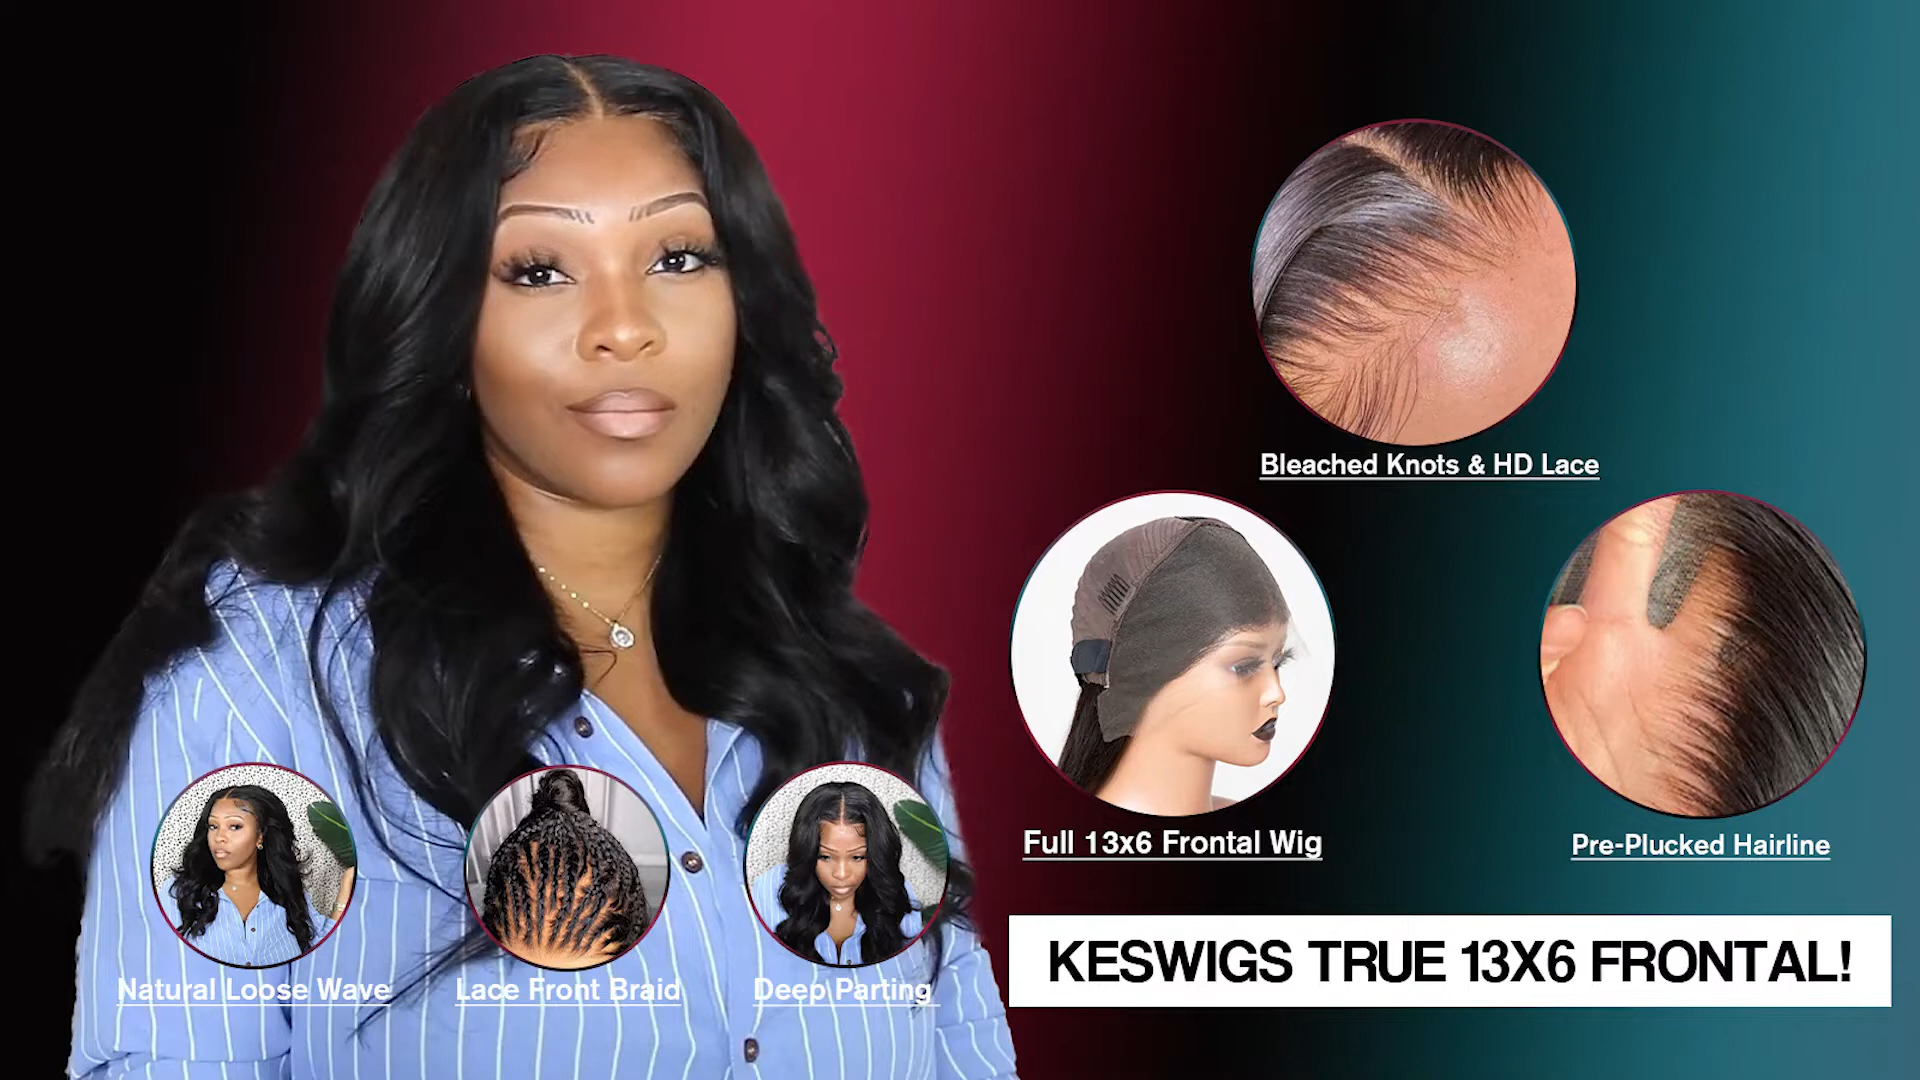 Bleached Knots & HD Lace
Full 13x6 Frontal Wig
Pre-Plucked Hairline
Natural Loose Wave
Lace Front Braid
Deep Parting
KESWIGS TRUE 13X6 FRONTAL!